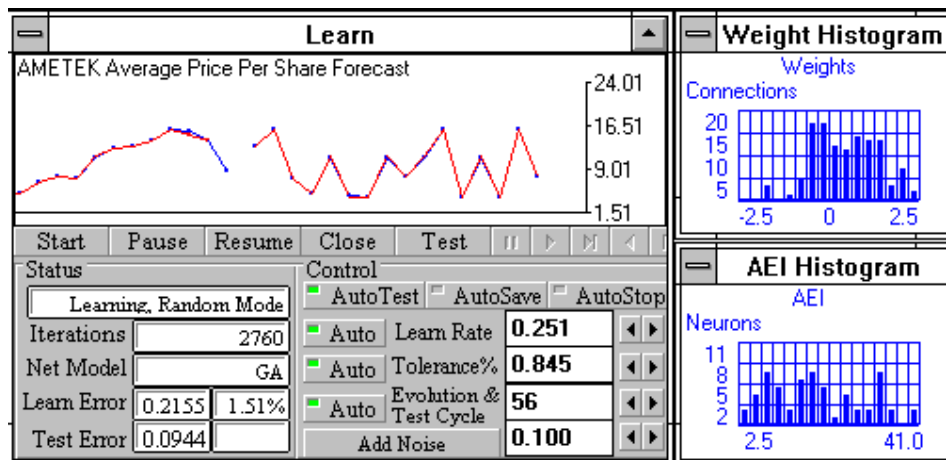 Learn
AMETEK Average Price Per Share Forecast
24.01
16.51
9.01
1.51
Start Pause Resume Close Test
Status
Learning, Random Mode
Iterations 2760
Net Model GA
Learn Error 0.2155 1.51%
Test Error 0.0944
Control
AutoTest AutoSave AutoStop
Auto Learn Rate 0.251
Auto Tolerance% 0.845
Auto Evolution & Test Cycle 56
Add Noise 0.100
Weight Histogram
Weights
Connections
20
15
10
5
-2.5 0 2.5
AEI Histogram
AEI
Neurons
11
8
5
2
2.5 41.0